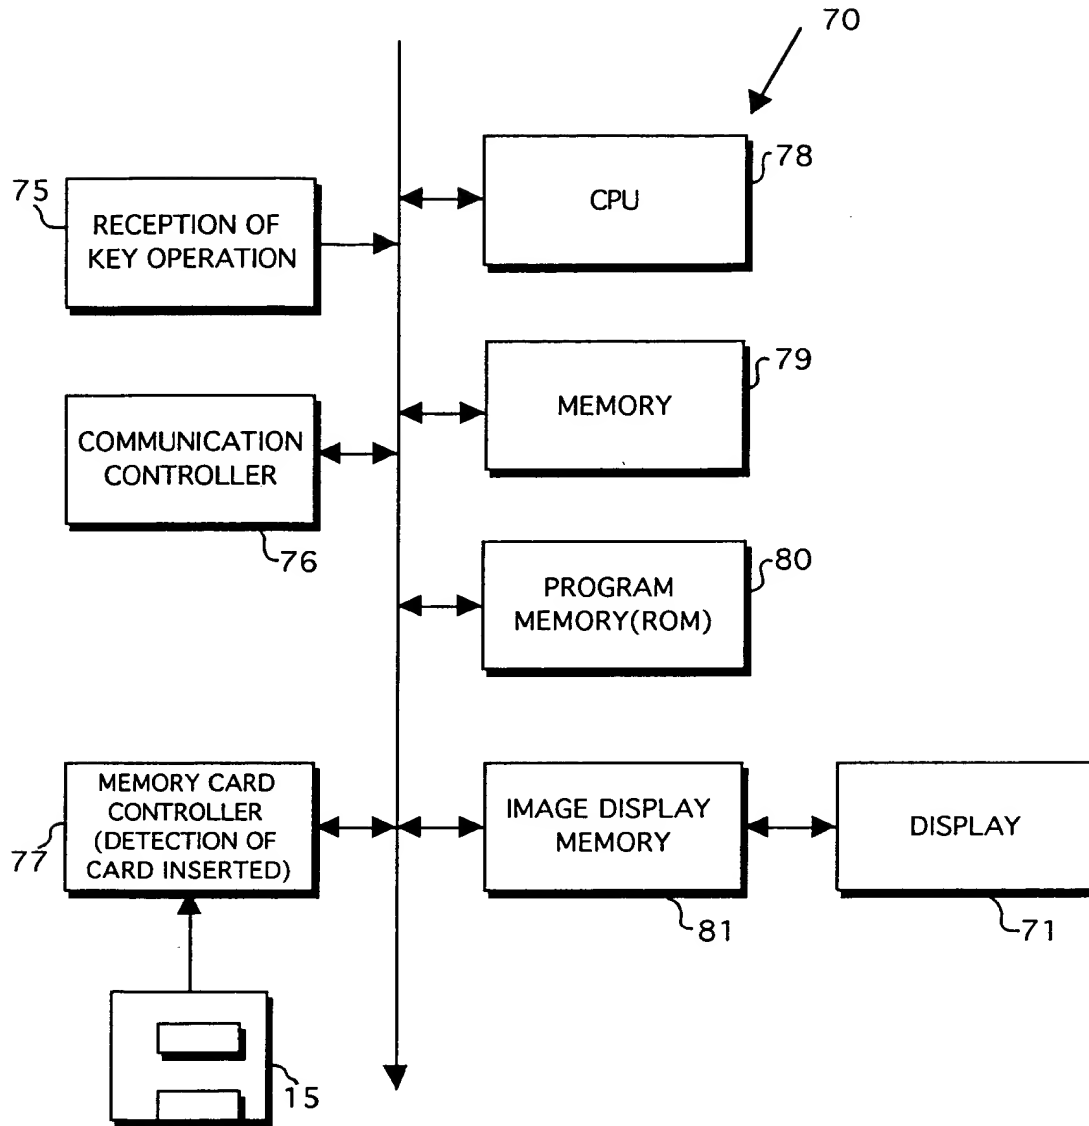 70
78
CPU
75
RECEPTION OF
KEY OPERATION
79
MEMORY
COMMUNICATION
CONTROLLER
76
80
PROGRAM
MEMORY(ROM)
MEMORY CARD
CONTROLLER
(DETECTION OF
CARD INSERTED)
77
IMAGE DISPLAY
MEMORY
81
DISPLAY
71
15